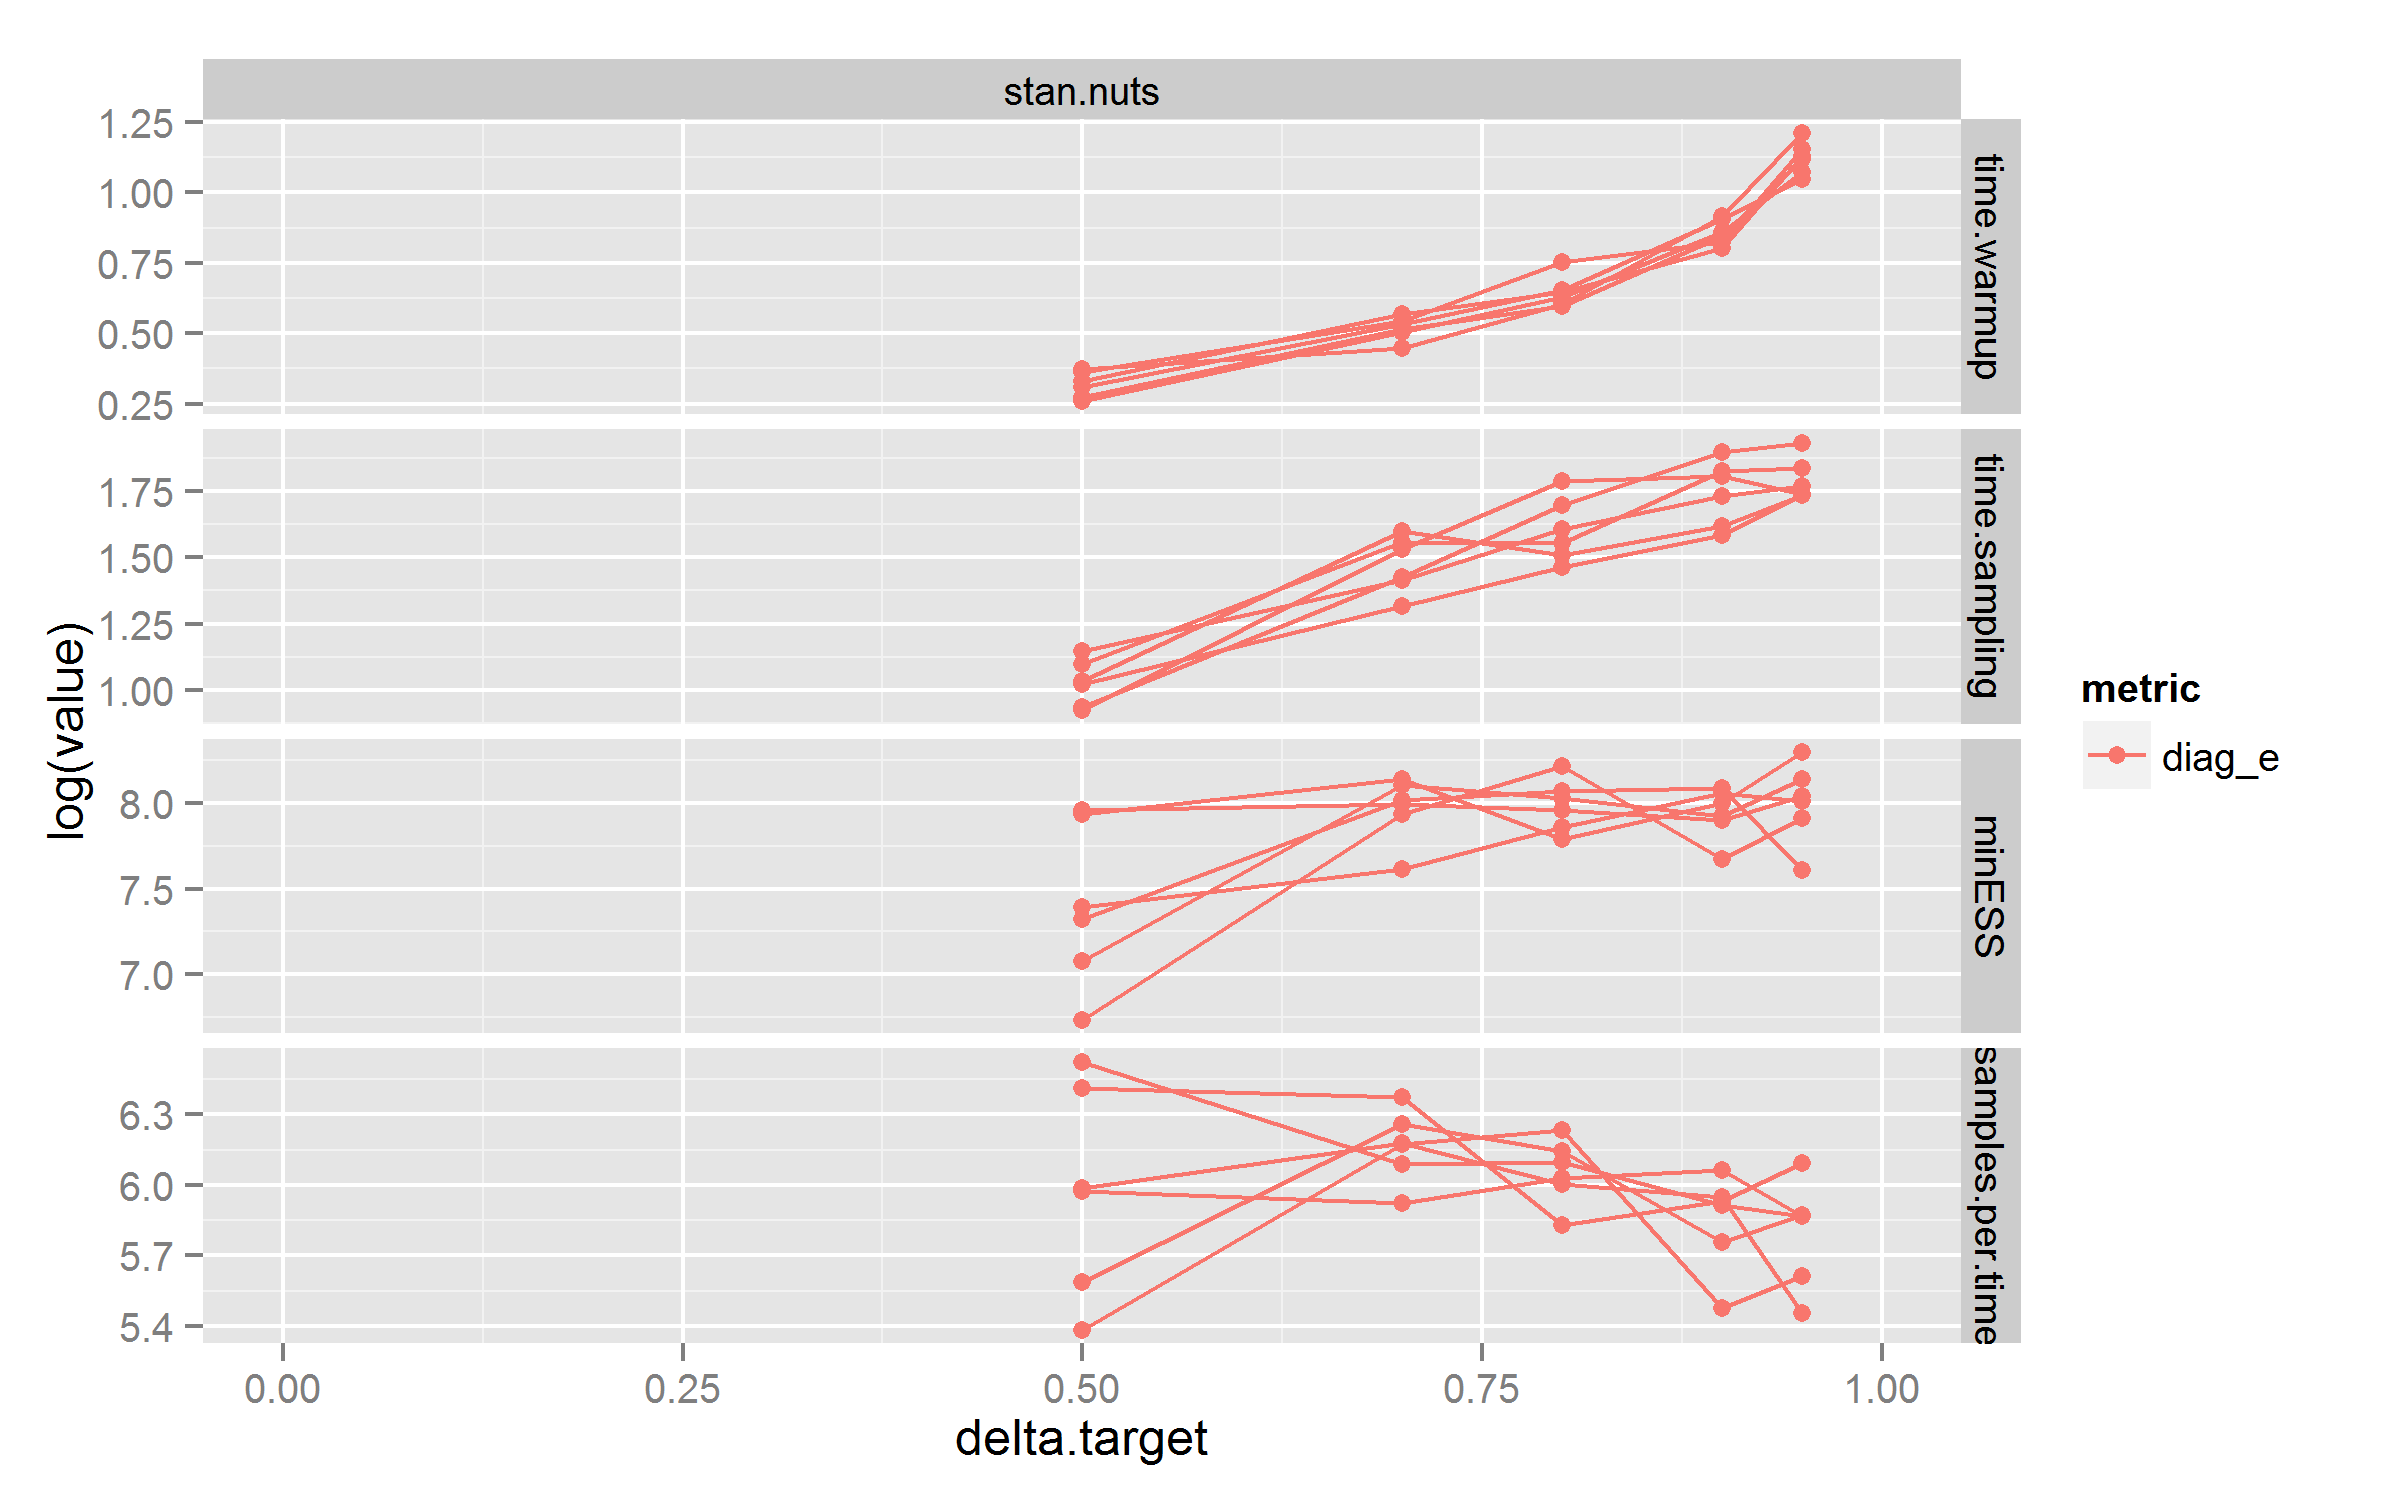 stan.nuts
1.25
1.00
0.75
0.50
0.25
time.warmup
1.75
1.50
1.25
1.00
time.sampling
8.0
7.5
7.0
minESS
6.3
6.0
5.7
5.4
samples.per.time
0.00 0.25 0.50 0.75 1.00
delta.target
log(value)
metric
diag_e